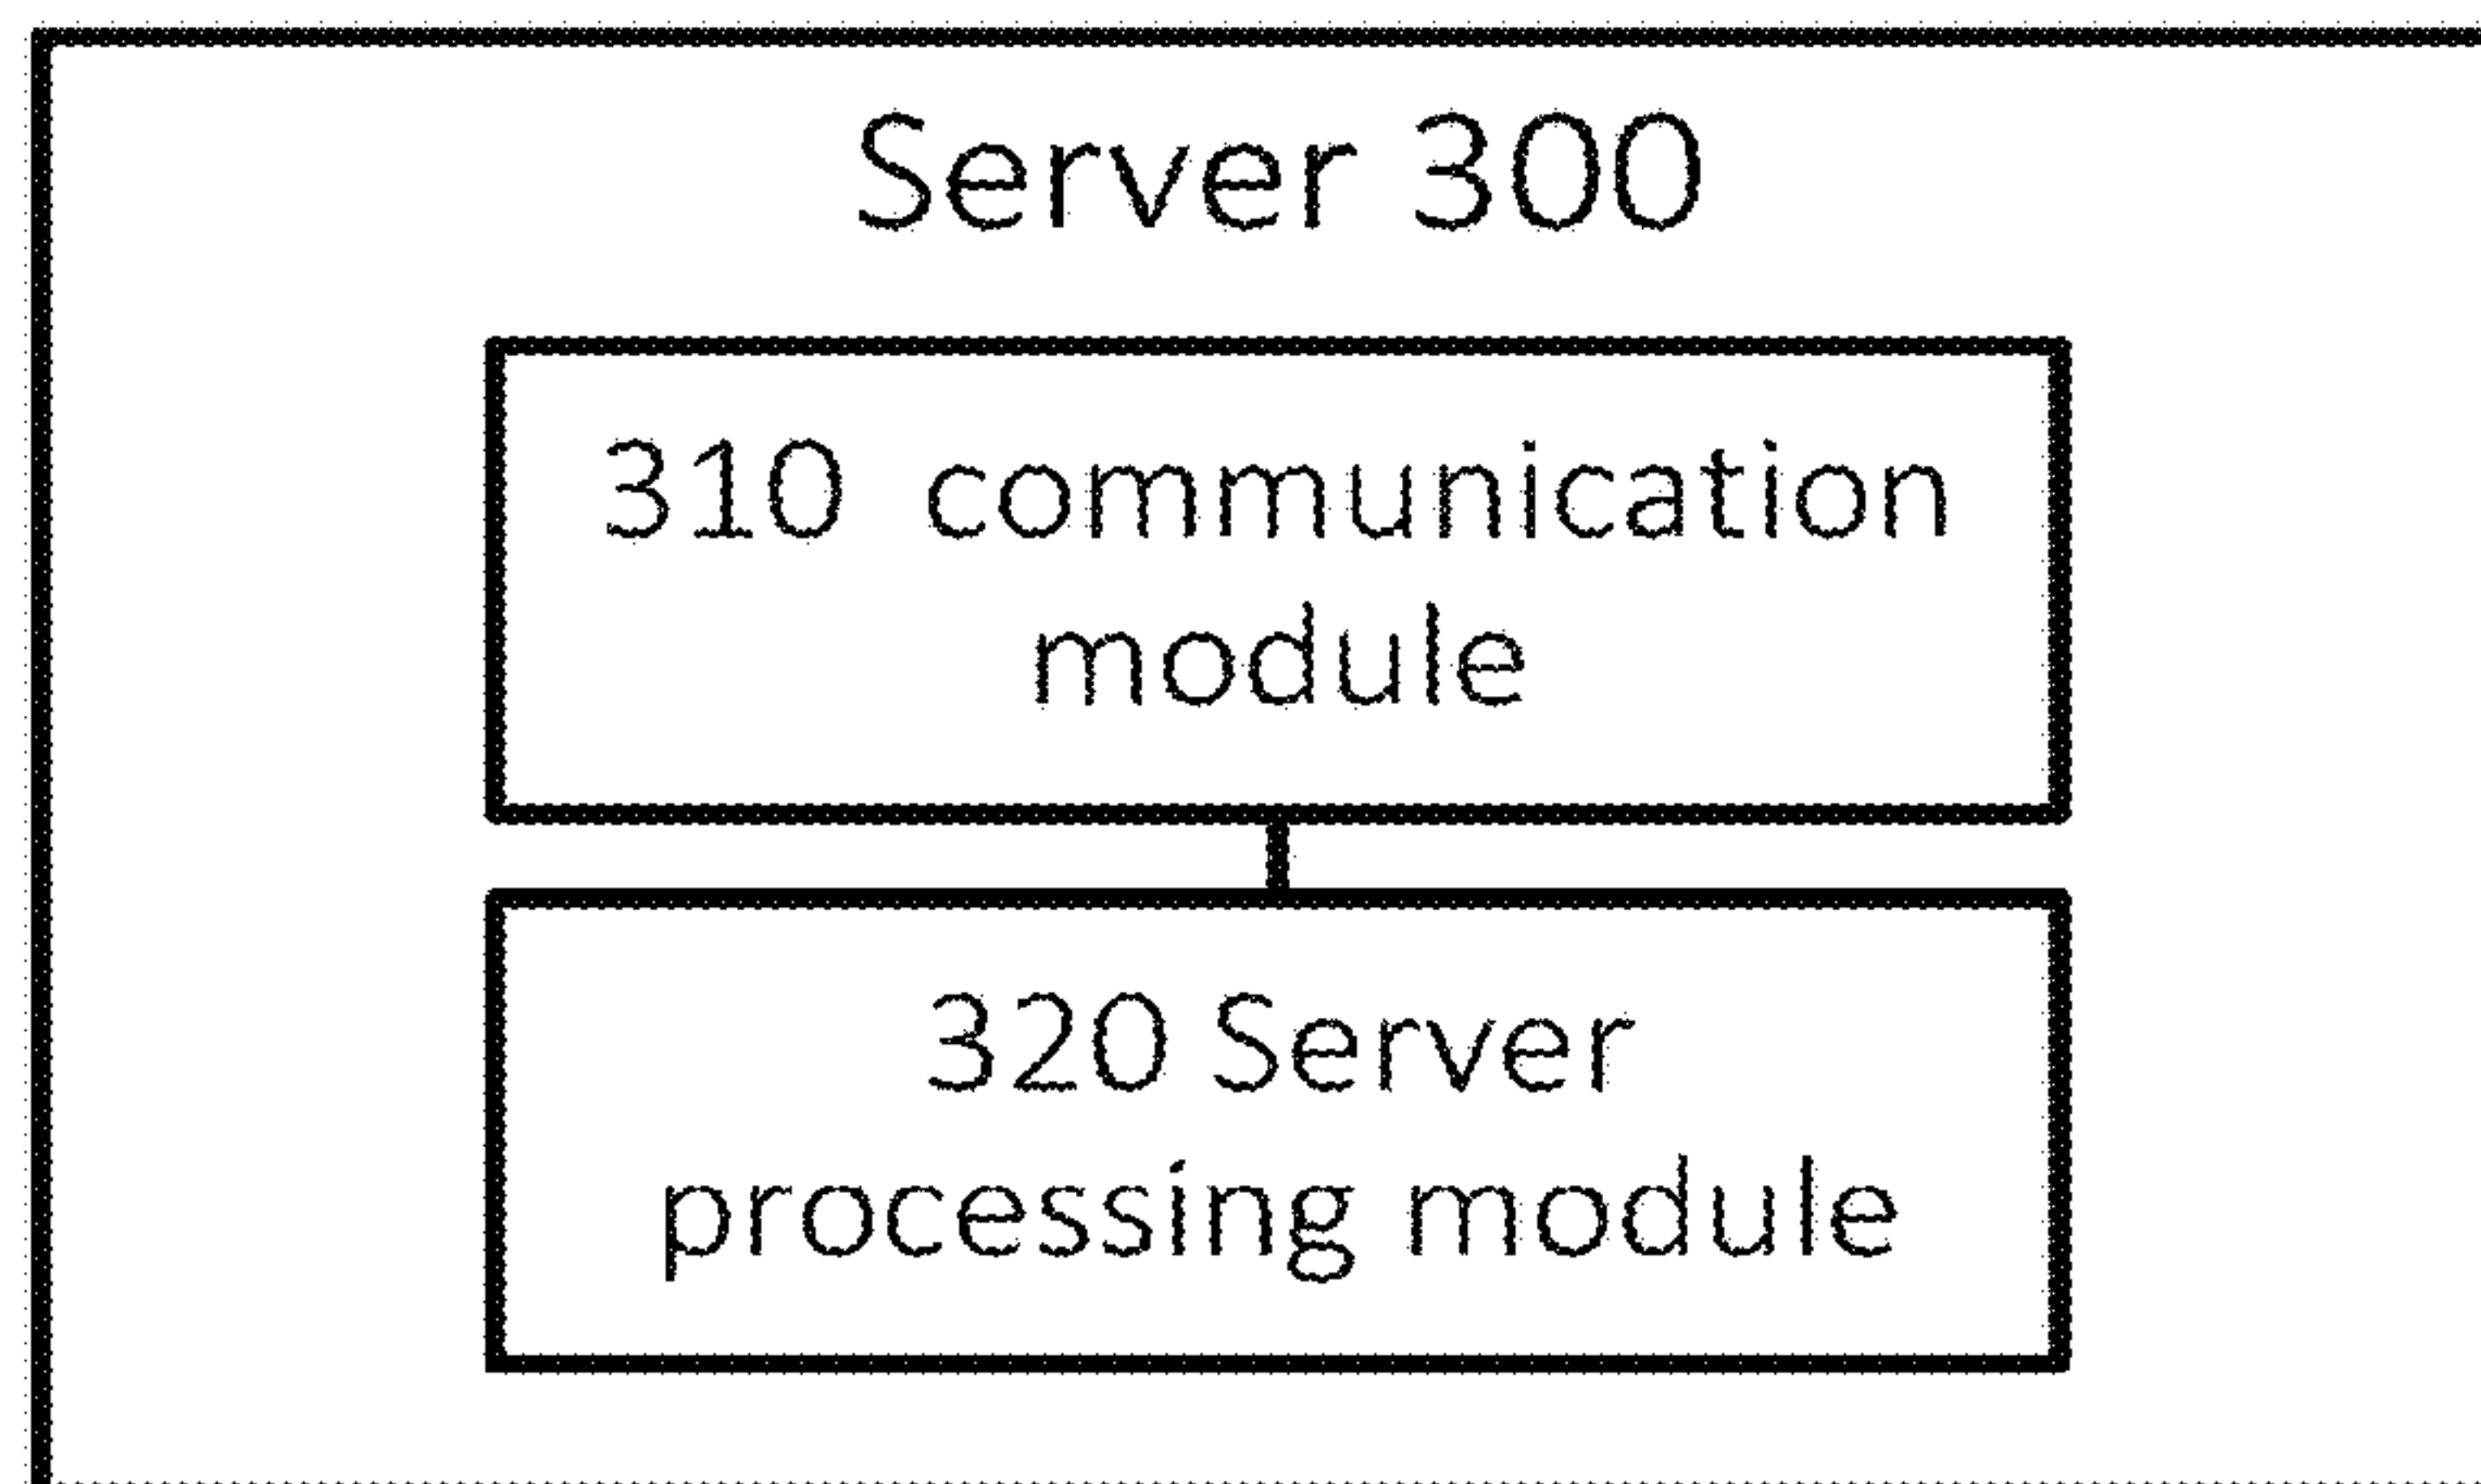 Server 300
310 communication
module
320 Server
processing module